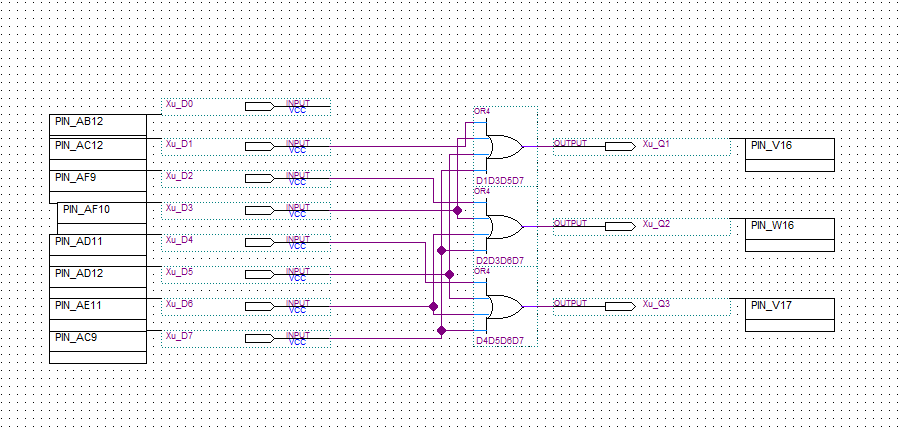 Xu_D0
INPUT
VCC
PIN_AB12
OR4
PIN_AC12
Xu_D1
INPUT
VCC
OUTPUT
Xu_Q1
PIN_V16
PIN_AF9
Xu_D2
INPUT
VCC
D1D3D5D7
OR4
PIN_AF10
Xu_D3
INPUT
VCC
PIN_AD11
Xu_D4
INPUT
VCC
OUTPUT
Xu_Q2
PIN_W16
D2D3D6D7
OR4
PIN_AD12
Xu_D5
INPUT
VCC
PIN_AE11
Xu_D6
INPUT
VCC
OUTPUT
Xu_Q3
PIN_V17
PIN_AC9
Xu_D7
INPUT
VCC
D4D5D6D7